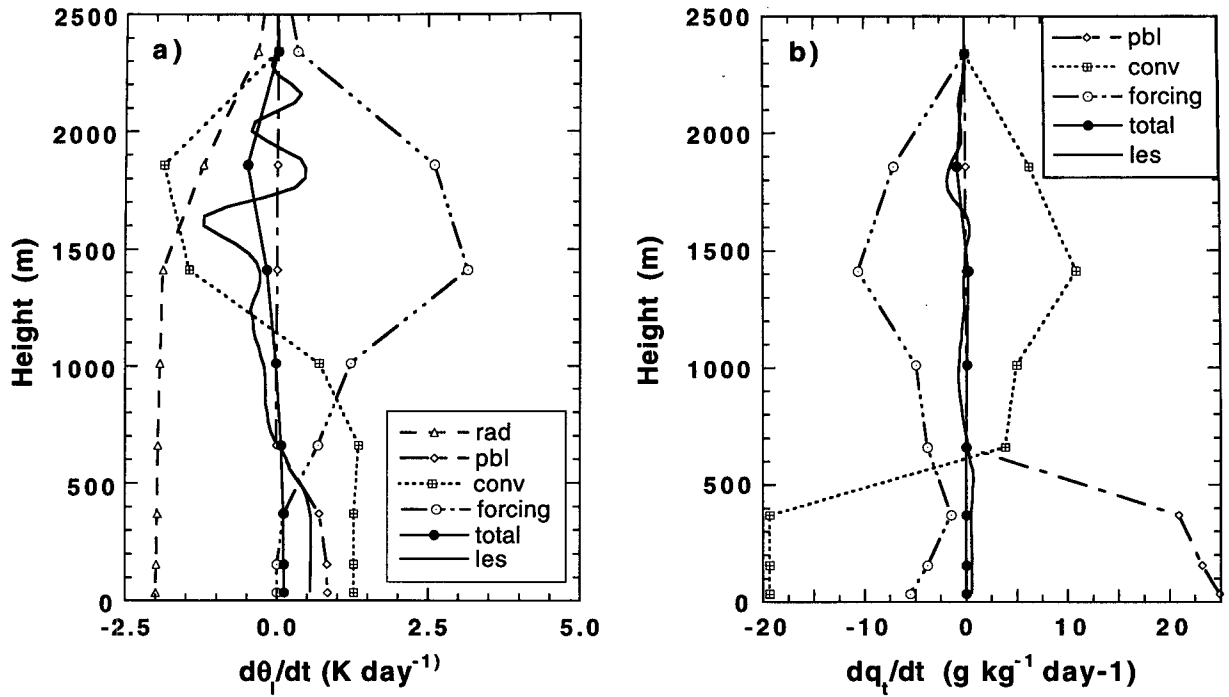 a)
2500
2000
1500
1000
500
0
Height (m)
rad
pbl
conv
forcing
total
les
-2.5
0.0
2.5
5.0
dθl/dt (K day-1)
b)
2500
2000
1500
1000
500
0
Height (m)
pbl
conv
forcing
total
les
-20
-10
0
10
20
dqt/dt (g kg-1 day-1)